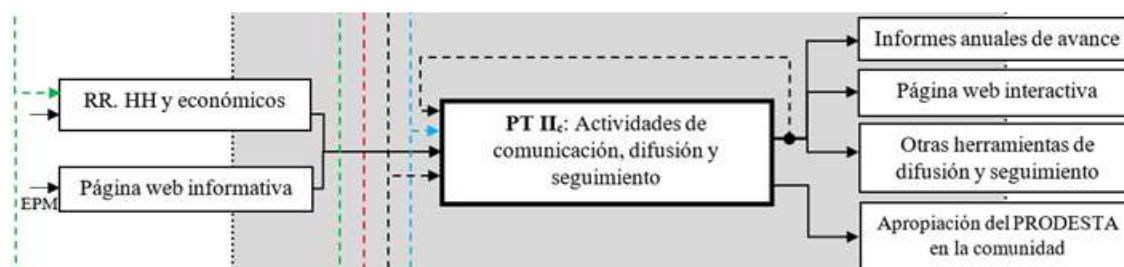 RR. HH y económicos
Página web informativa
EPM
PT IIc: Actividades de
comunicación, difusión y
seguimiento
Informes anuales de avance
Página web interactiva
Otras herramientas de
difusión y seguimiento
Apropiación del PRODESTA
en la comunidad